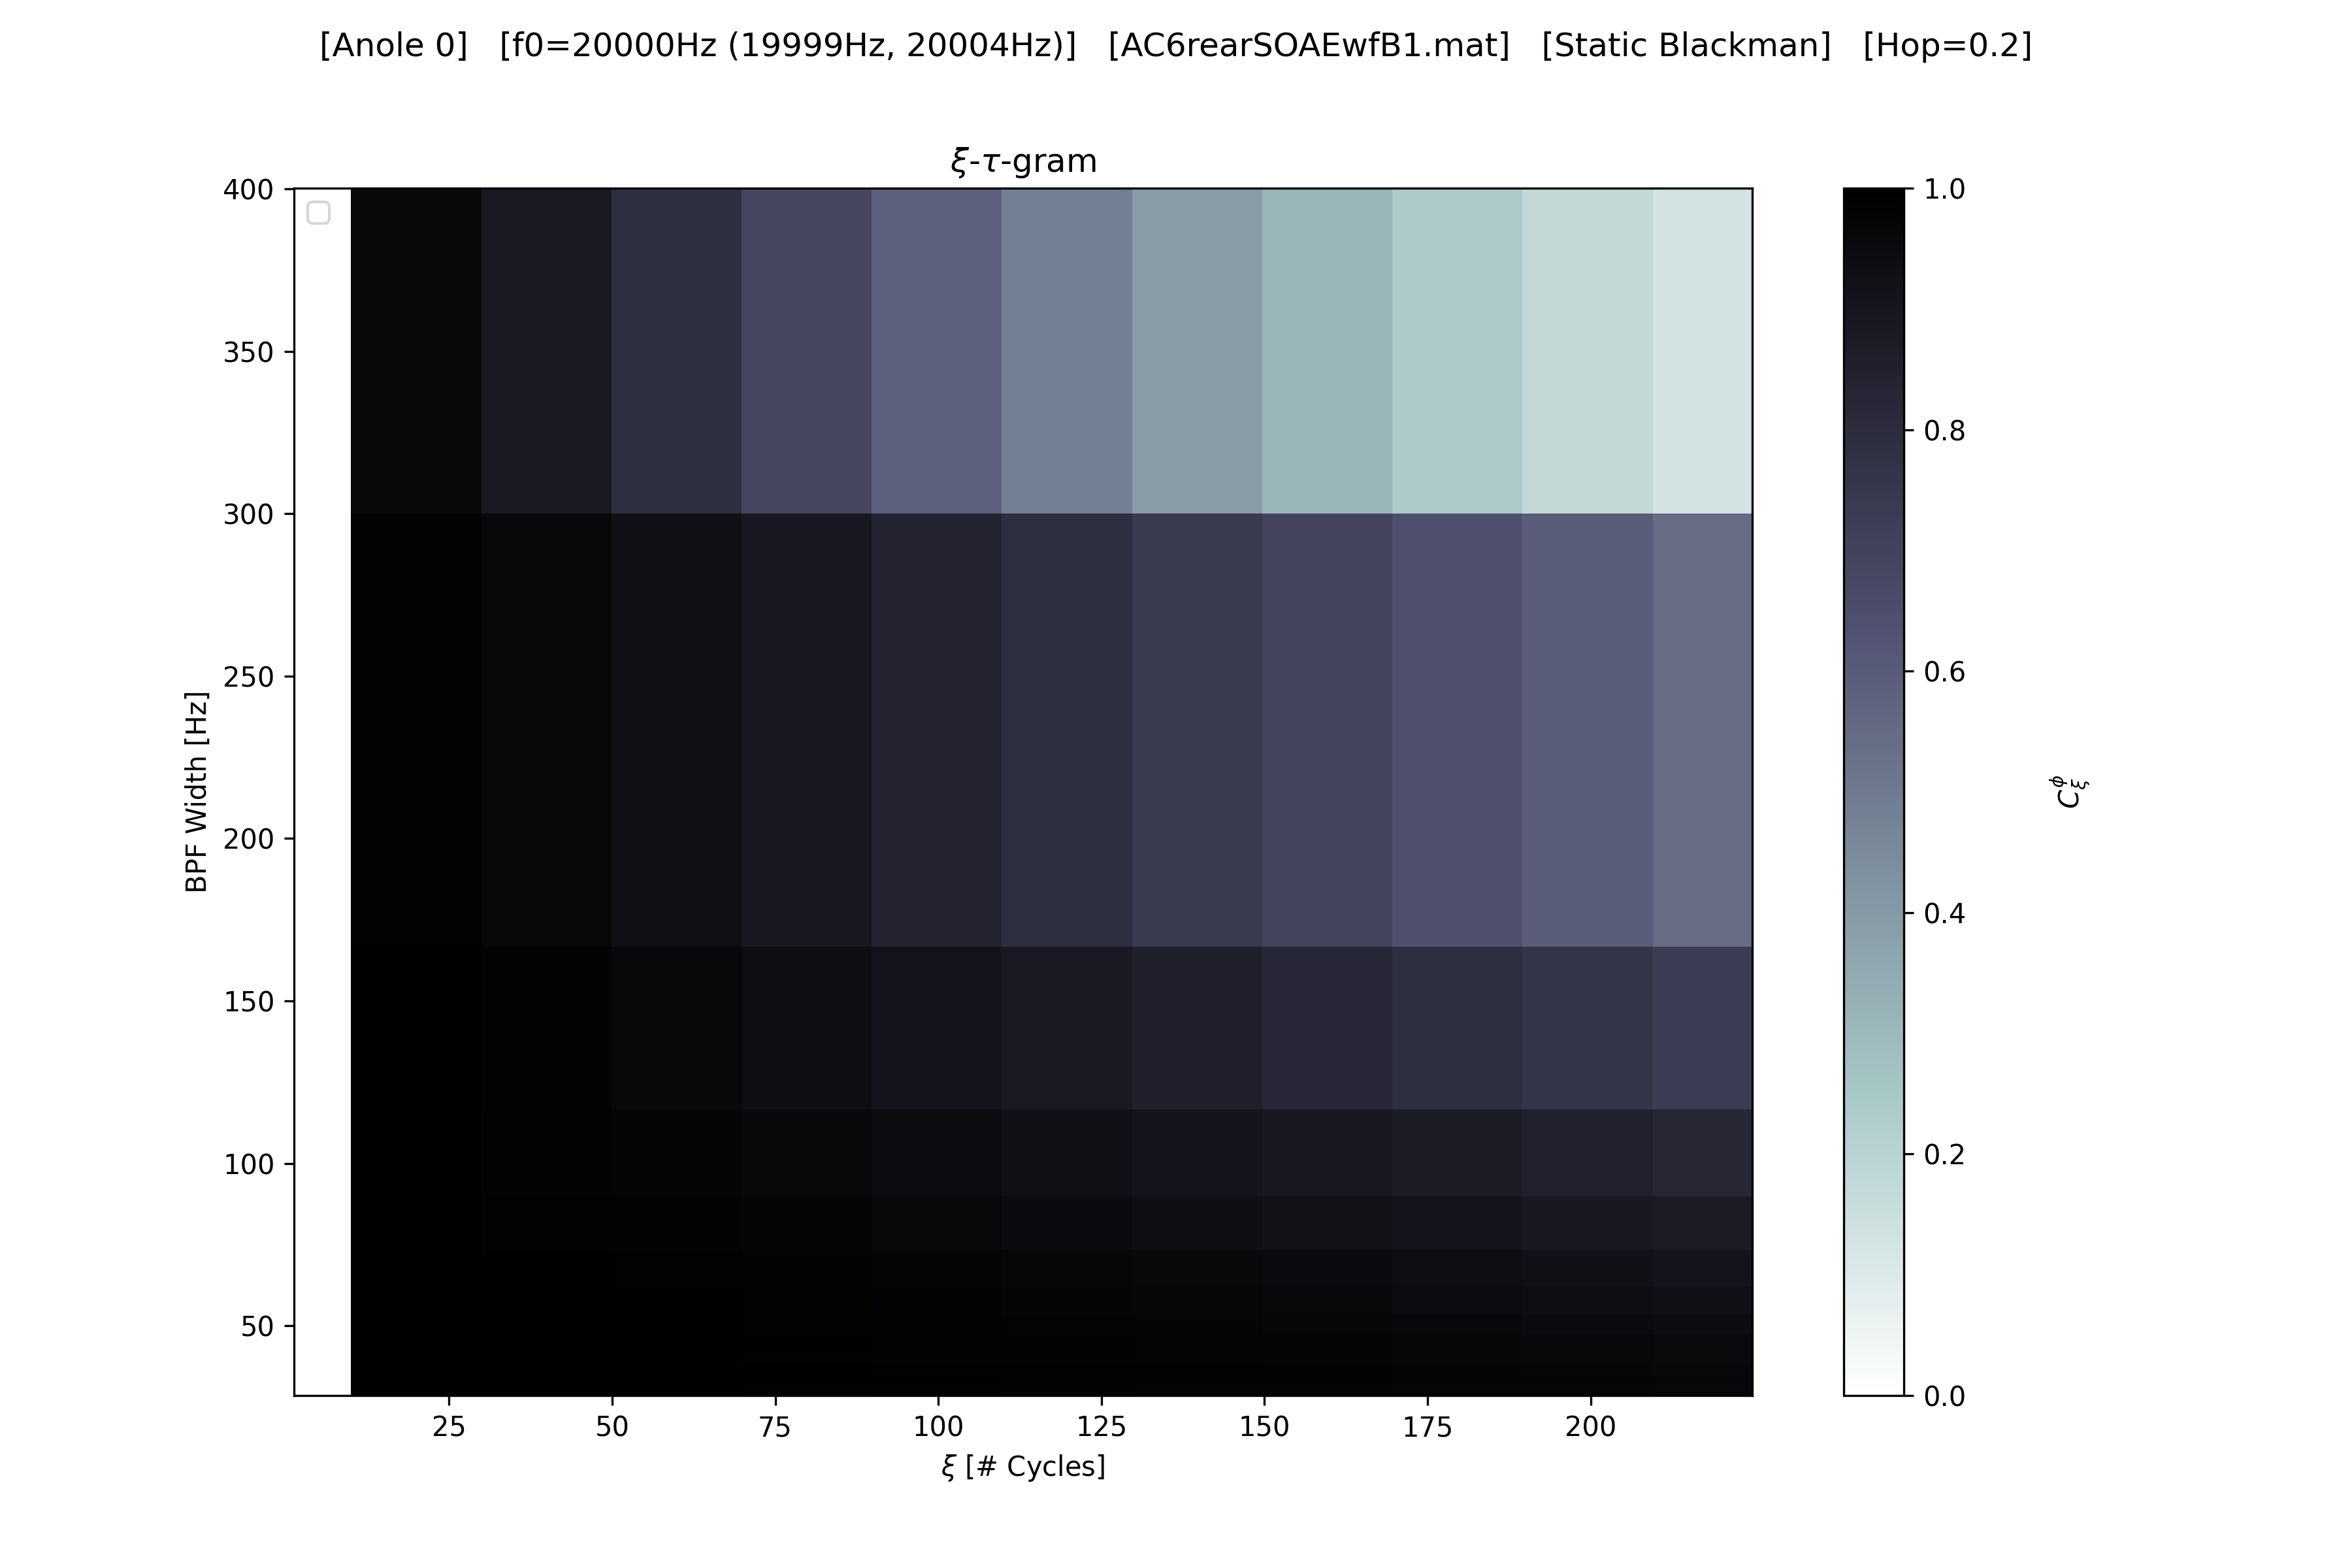 [Anole 0]   [f0=20000Hz (19999Hz, 20004Hz)]   [AC6rearSOAEwfB1.mat]   [Static Blackman]   [Hop=0.2]
ξ-τ-gram
400
350
300
250
200
150
100
50
BPF Width [Hz]
25 50 75 100 125 150 175 200
ξ [# Cycles]
1.0
0.8
0.6
0.4
0.2
0.0
C_ξ^ϕ